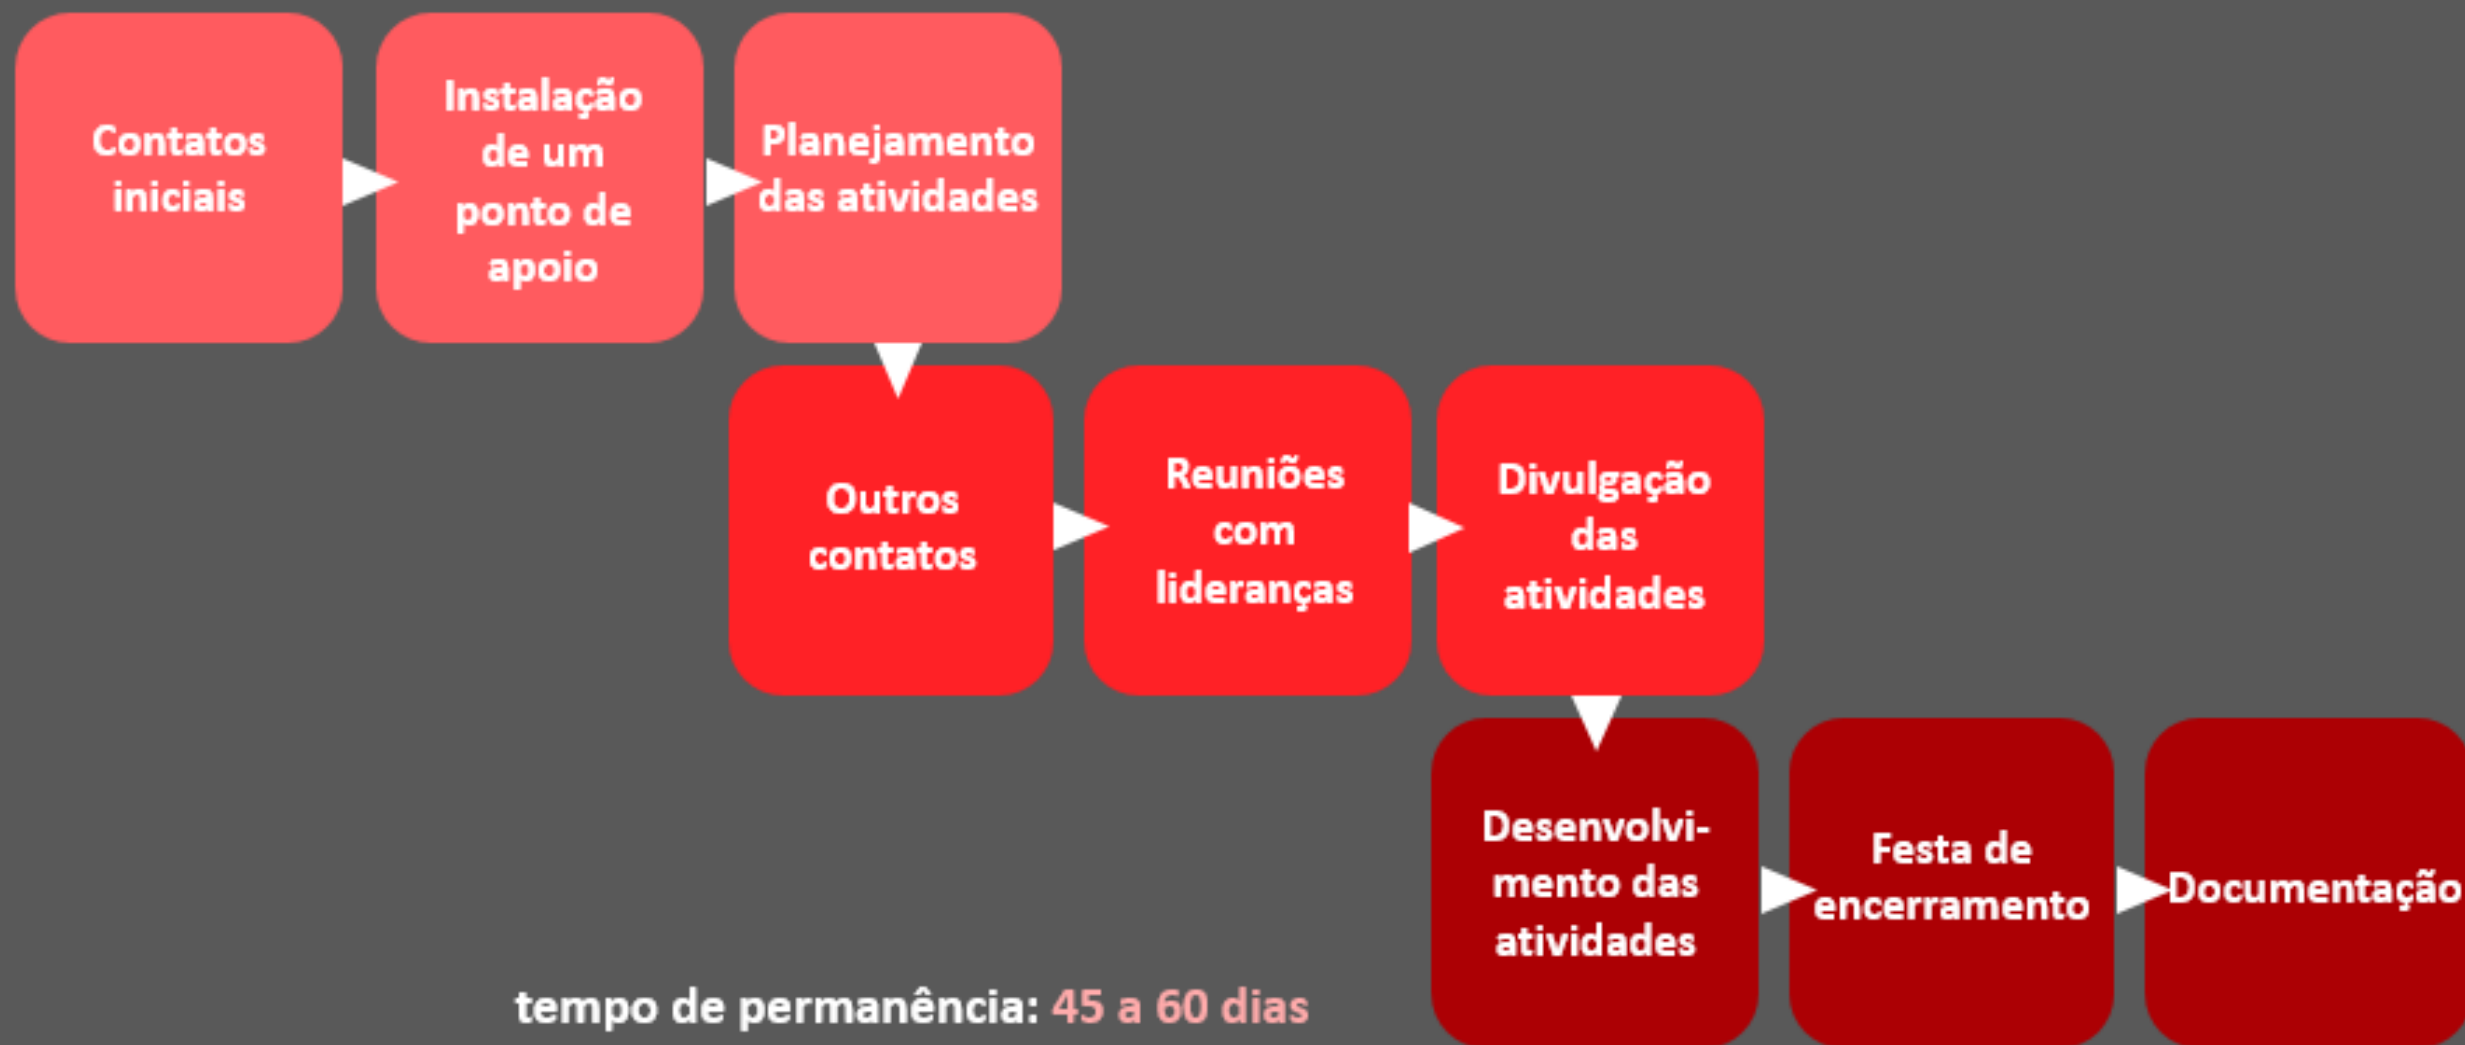 Contatos
iniciais
Instalação
de um
ponto de
apoio
Planejamento
das atividades
Outros
contatos
Reuniões
com
lideranças
Divulgação
das
atividades
Desenvolvi-
mento das
atividades
Festa de
encerramento
Documentação
tempo de permanência: 45 a 60 dias